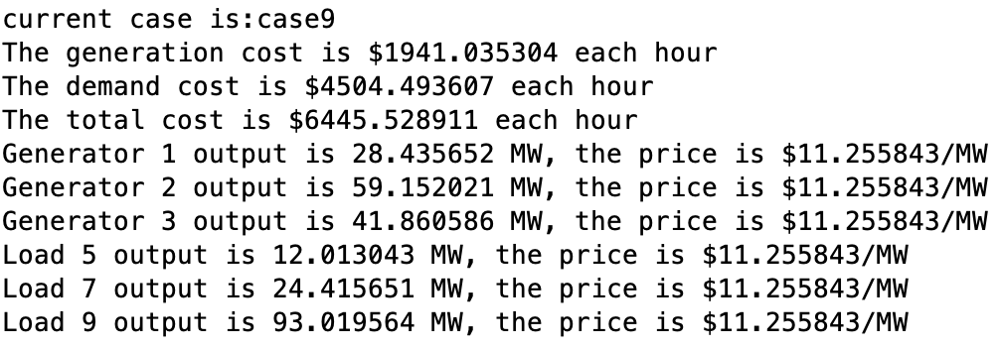 current case is:case9
The generation cost is $1941.035304 each hour
The demand cost is $4504.493607 each hour
The total cost is $6445.528911 each hour
Generator 1 output is 28.435652 MW, the price is $11.255843/MW
Generator 2 output is 59.152021 MW, the price is $11.255843/MW
Generator 3 output is 41.860586 MW, the price is $11.255843/MW
Load 5 output is 12.013043 MW, the price is $11.255843/MW
Load 7 output is 24.415651 MW, the price is $11.255843/MW
Load 9 output is 93.019564 MW, the price is $11.255843/MW